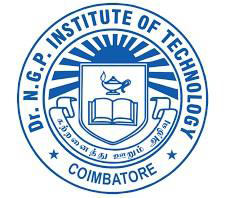 Dr. N.G.P. INSTITUTE OF TECHNOLOGY
கற்றனைத்து ஊறும் அறிவு
COIMBATORE